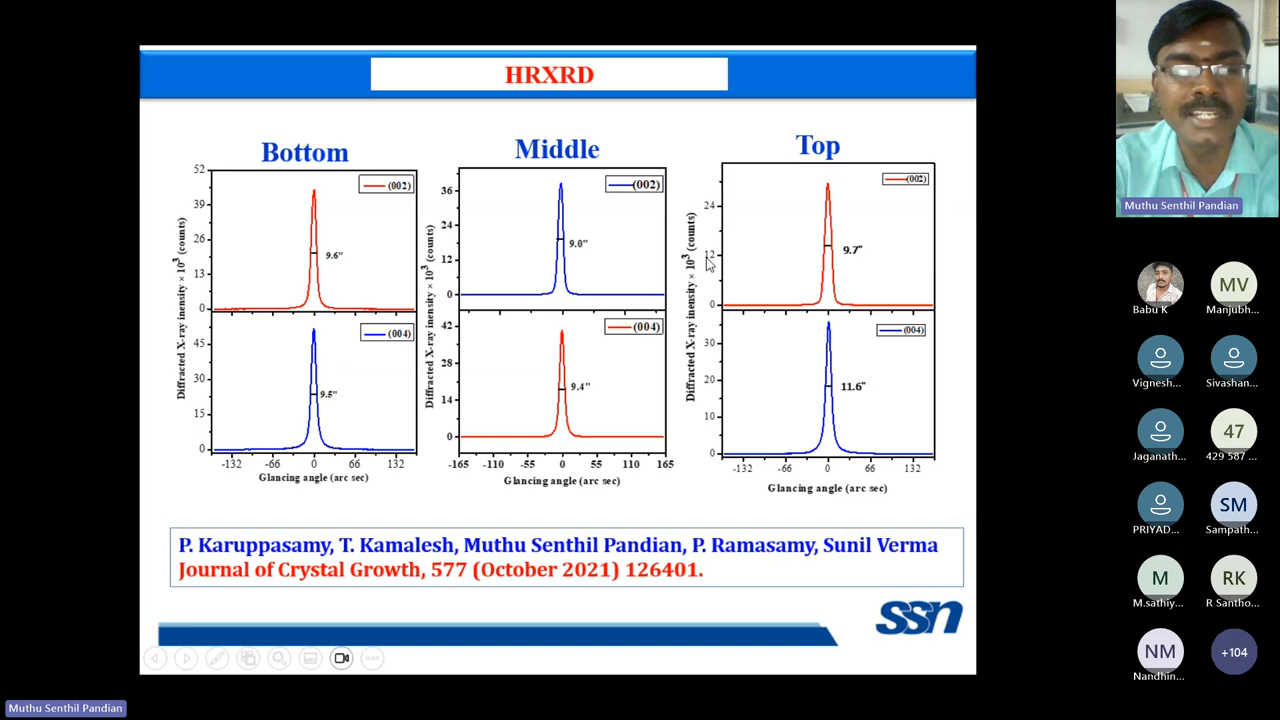 HRXRD
Bottom
Middle
Top
Diffracted X-ray inensity × 10³ (counts)
52
39
26
13
0
(002)
9.6"
45
30
15
0
(004)
9.5"
-132 -66 0 66 132
Glancing angle (arc sec)
Diffracted X-ray inensity × 10³ (counts)
36
24
12
0
(002)
9.0"
42
28
14
0
(004)
9.4"
-165 -110 -55 0 55 110 165
Glancing angle (arc sec)
Diffracted X-ray inensity × 10³ (counts)
24
12
0
(002)
9.7"
30
20
10
0
(004)
11.6"
-132 -66 0 66 132
Glancing angle (arc sec)
P. Karuppasamy, T. Kamalesh, Muthu Senthil Pandian, P. Ramasamy, Sunil Verma
Journal of Crystal Growth, 577 (October 2021) 126401.
ssn
Muthu Senthil Pandian
Babu K
MV
Manjubh...
Vignesh...
Sivashan...
Jaganath...
47
429 587 ...
PRIYAD...
SM
Sampath...
M
M.sathiy...
RK
R Santho...
NM
Nandhin...
+104
Muthu Senthil Pandian